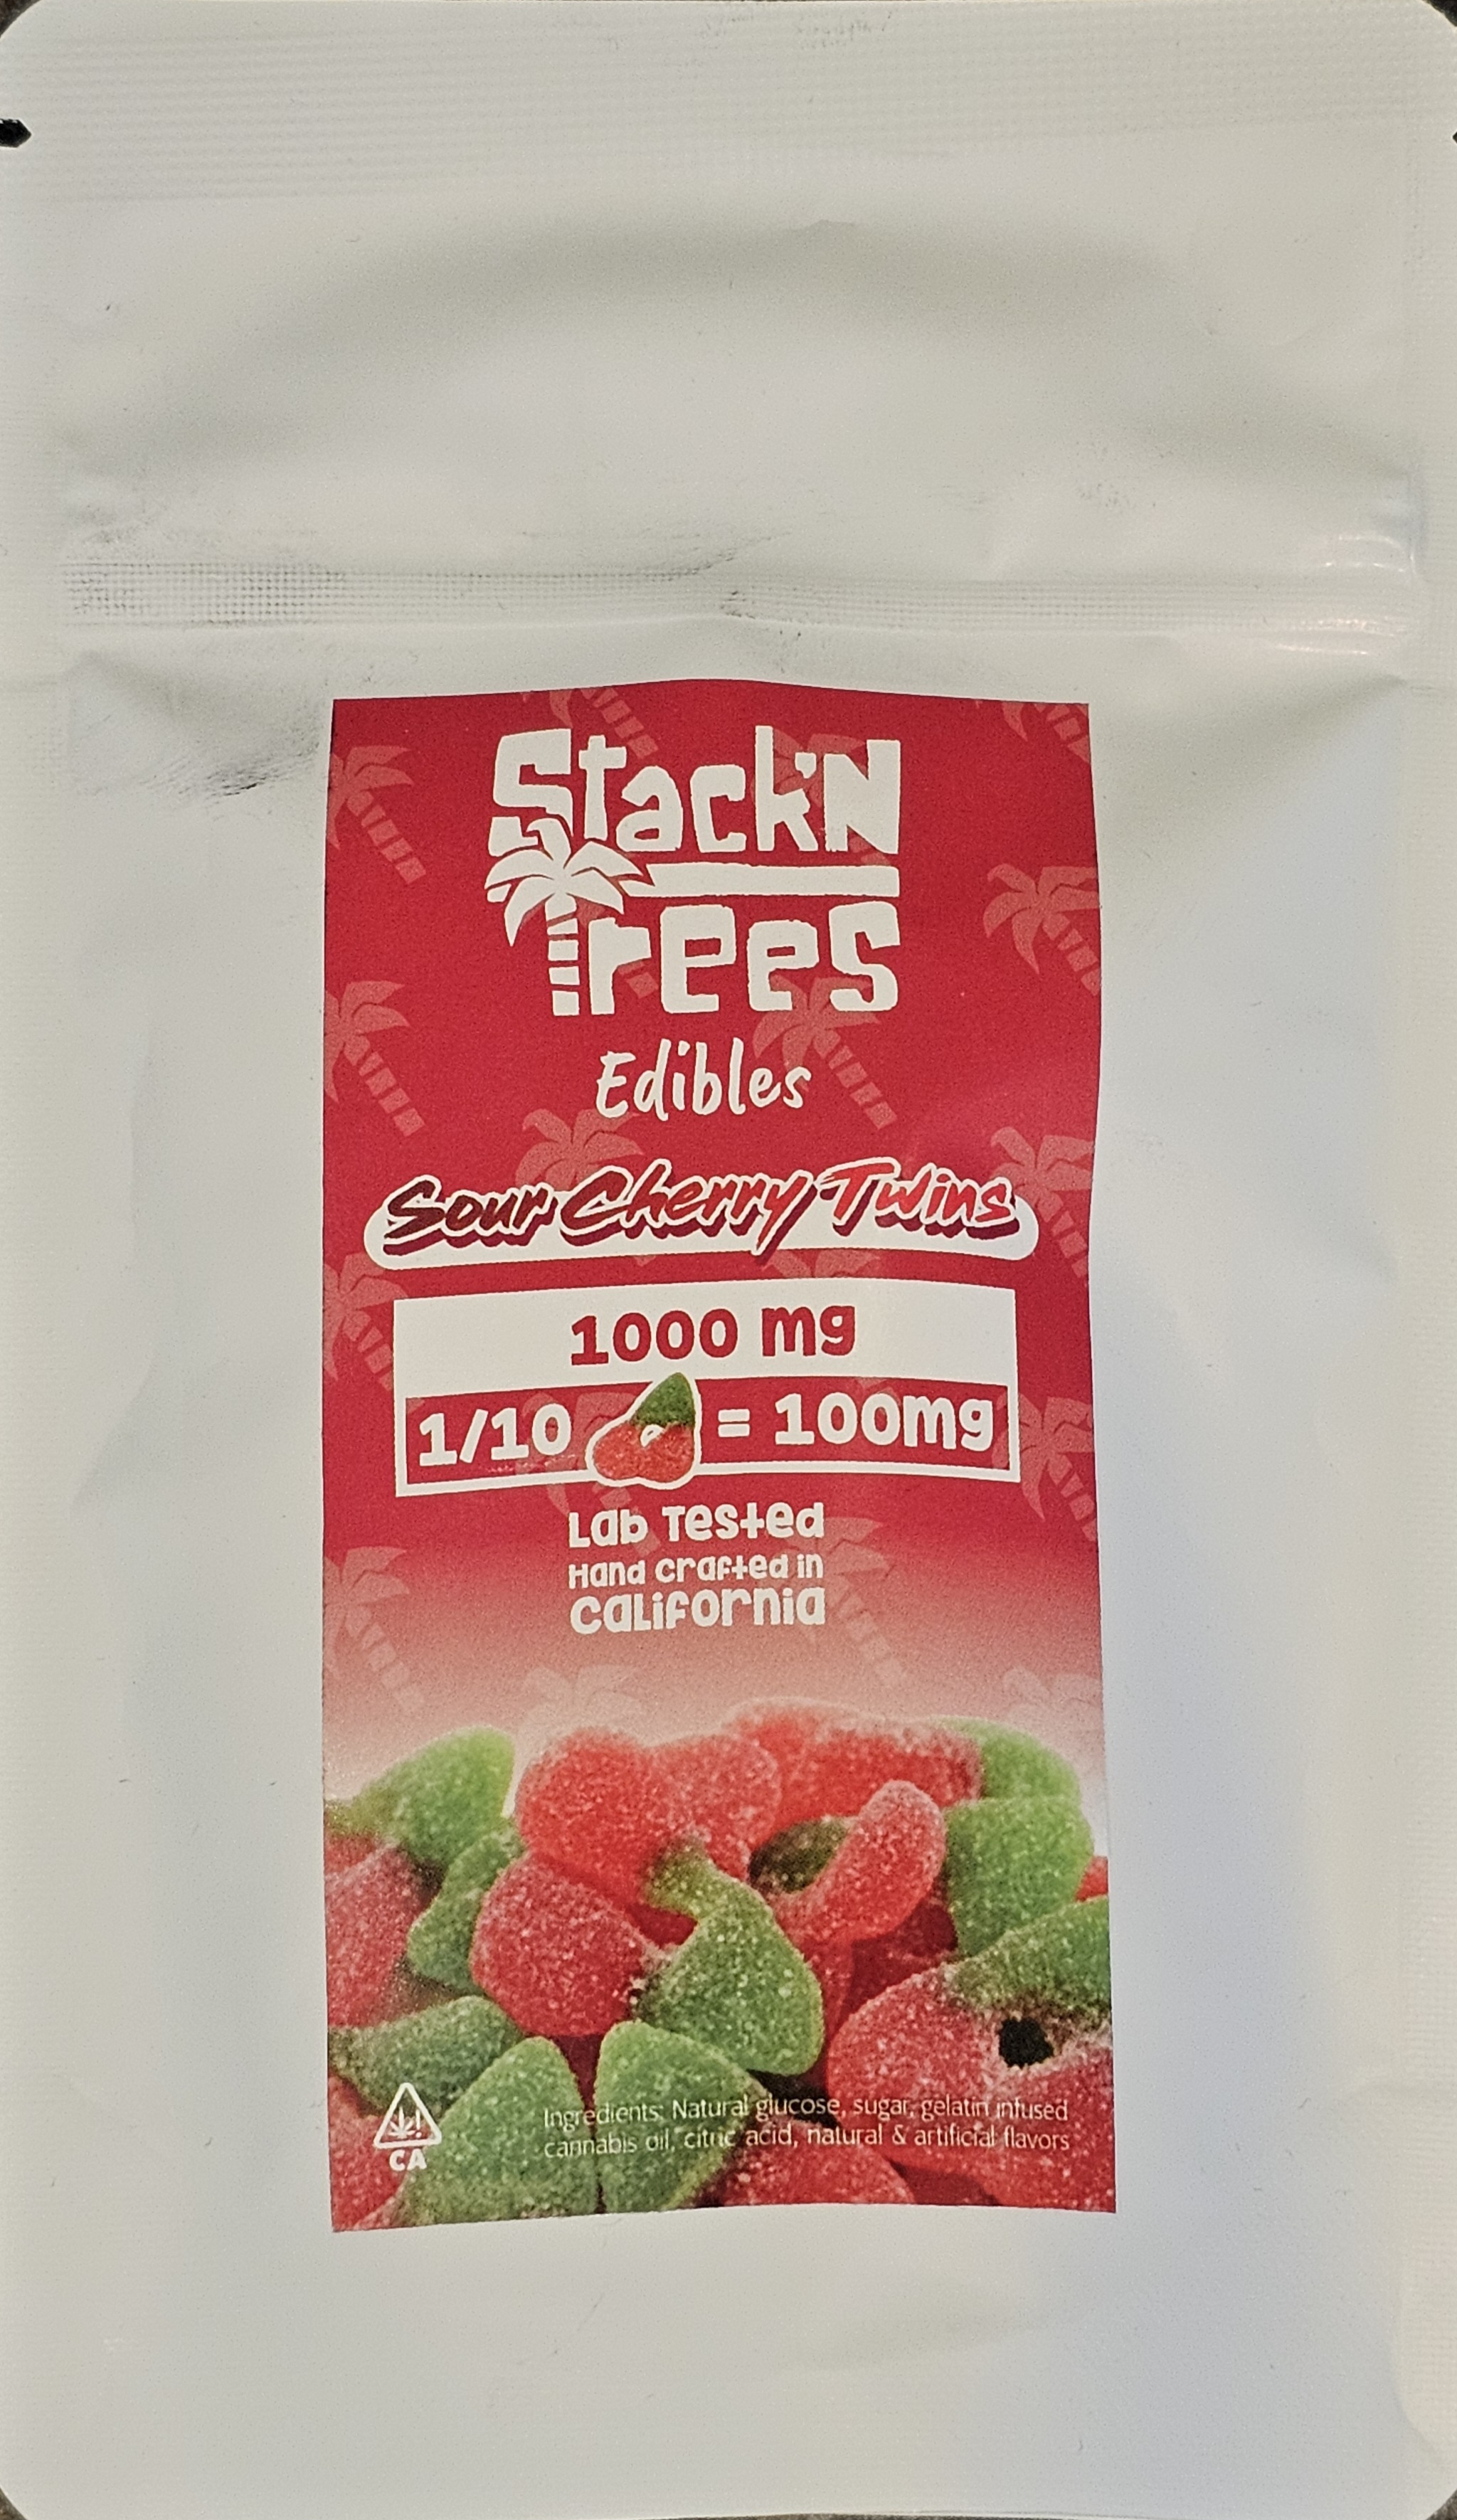 Stack'N
Trees
Edibles
Sour Cherry Twins
1000 mg
1/10 = 100mg
Lab Tested
Hand Crafted in
California
Ingredients: Natural glucose, sugar, gelatin infused
cannabis oil, citric acid, natural & artificial flavors
!
CA